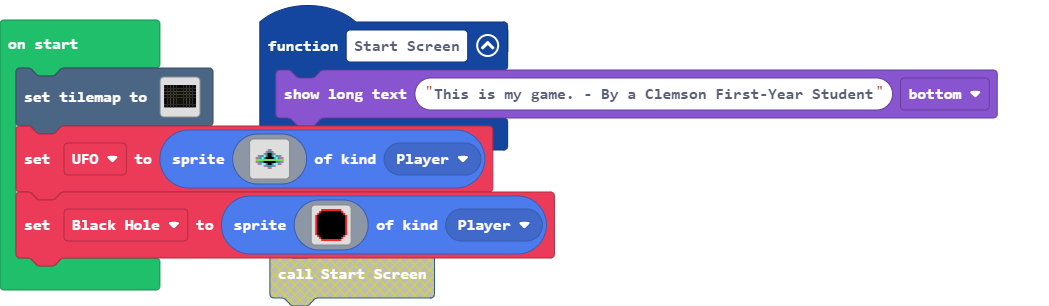 on start
function Start Screen
set tilemap to
show long text "This is my game. - By a Clemson First-Year Student" bottom
set UFO to sprite of kind Player
set Black Hole to sprite of kind Player
call Start Screen